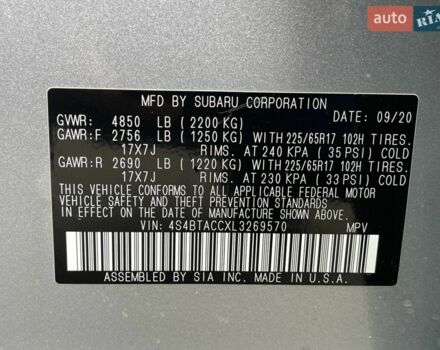 auto RIA
MFD BY SUBARU CORPORATION DATE: 09/20
GVWR: 4850 LB (2200 KG)
GAWR:F 2756 LB (1250 KG) WITH 225/65R17 102H TIRES.
17X7J RIMS. AT 240 KPA (35 PSI) COLD
GAWR:R 2690 LB (1220 KG) WITH 225/65R17 102H TIRES.
17X7J RIMS. AT 230 KPA (33 PSI) COLD
THIS VEHICLE CONFORMS TO ALL APPLICABLE FEDERAL MOTOR
VEHICLE SAFETY, BUMPER, AND THEFT PREVENTION STANDARDS
IN EFFECT ON THE DATE OF MANUFACTURE SHOWN ABOVE.
VIN: 4S4BTACCXL3269570 MPV
ASSEMBLED BY SIA INC. MADE IN U.S.A.